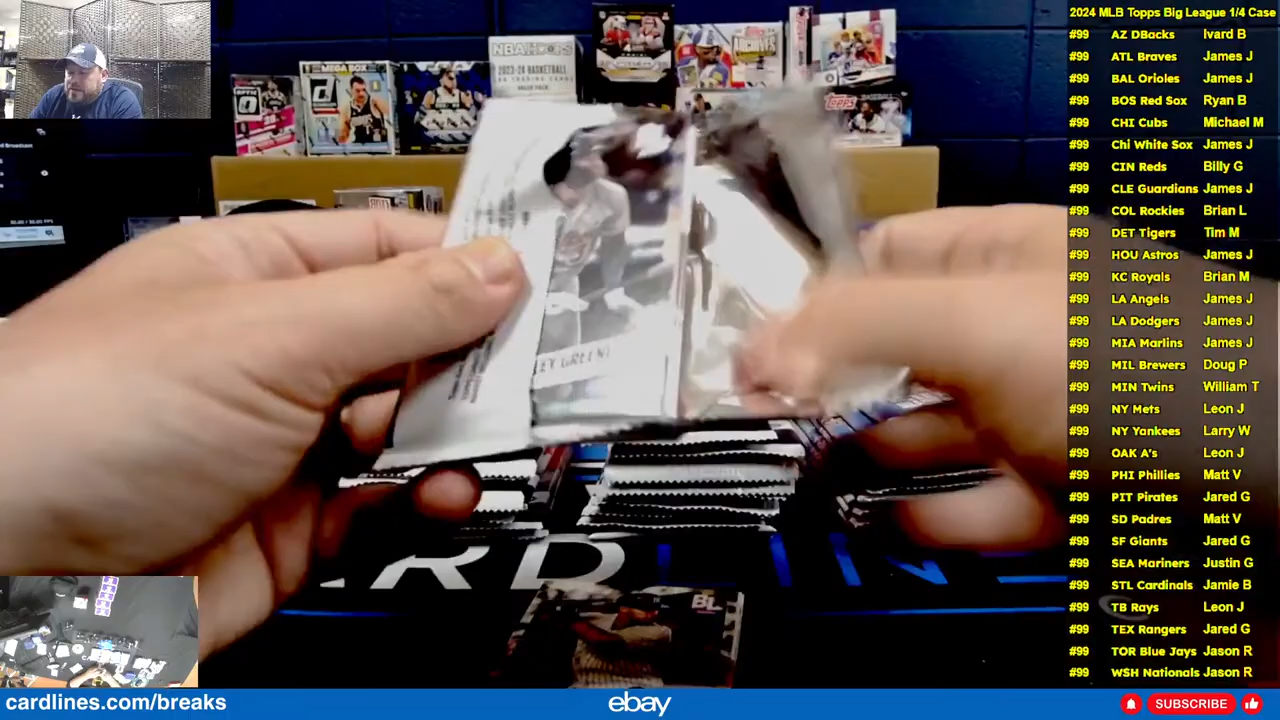 2024 MLB Topps Big League 1/4 Case
#99 AZ DBacks Ivard B
#99 ATL Braves James J
#99 BAL Orioles James J
#99 BOS Red Sox Ryan B
#99 CHI Cubs Michael M
#99 Chi White Sox James J
#99 CIN Reds Billy G
#99 CLE Guardians James J
#99 COL Rockies Brian L
#99 DET Tigers Tim M
#99 HOU Astros James J
#99 KC Royals Brian M
#99 LA Angels James J
#99 LA Dodgers James J
#99 MIA Marlins James J
#99 MIL Brewers Doug P
#99 MIN Twins William T
#99 NY Mets Leon J
#99 NY Yankees Larry W
#99 OAK A's Leon J
#99 PHI Phillies Matt V
#99 PIT Pirates Jared G
#99 SD Padres Matt V
#99 SF Giants Jared G
#99 SEA Mariners Justin G
#99 STL Cardinals Jamie B
#99 TB Rays Leon J
#99 TEX Rangers Jared G
#99 TOR Blue Jays Jason R
#99 WSH Nationals Jason R
NBA HOOPS
2023-24 BASKETBALL
MEGA BOX
ARCHIVES
TOPPS
EY GREEN
BL
cardlines.com/breaks
ebay
SUBSCRIBE